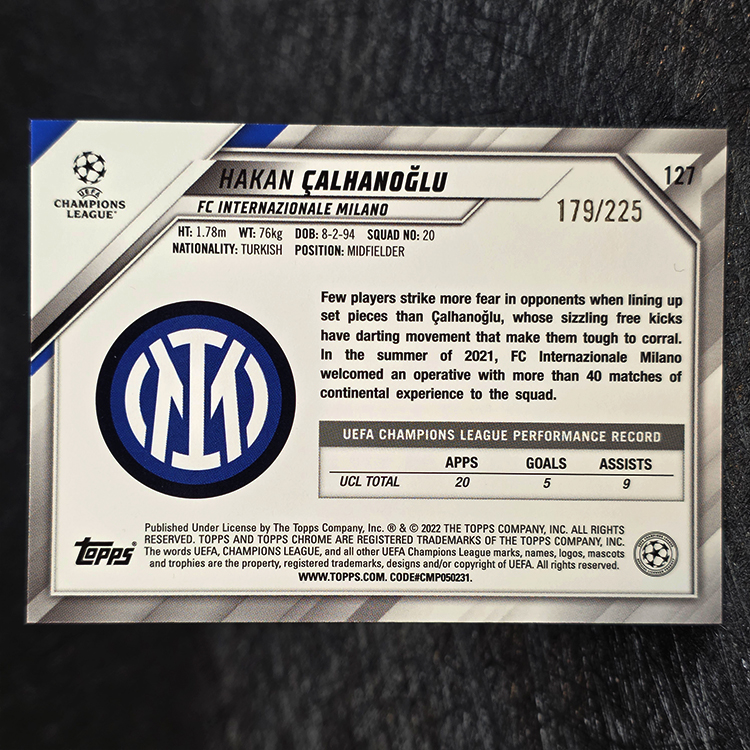 UEFA
CHAMPIONS
LEAGUE
HAKAN ÇALHANOĞLU
127
FC INTERNAZIONALE MILANO
179/225
HT: 1.78m WT: 76kg DOB: 8-2-94 SQUAD NO: 20
NATIONALITY: TURKISH POSITION: MIDFIELDER
Few players strike more fear in opponents when lining up
set pieces than Çalhanoğlu, whose sizzling free kicks
have darting movement that make them tough to corral.
In the summer of 2021, FC Internazionale Milano
welcomed an operative with more than 40 matches of
continental experience to the squad.
IM
UEFA CHAMPIONS LEAGUE PERFORMANCE RECORD
APPS GOALS ASSISTS
UCL TOTAL 20 5 9
Published Under License by The Topps Company, Inc. ® & © 2022 THE TOPPS COMPANY, INC. ALL RIGHTS
RESERVED. TOPPS AND TOPPS CHROME ARE REGISTERED TRADEMARKS OF THE TOPPS COMPANY, INC.
The words UEFA, CHAMPIONS LEAGUE, and all other UEFA Champions League marks, names, logos, mascots
and trophies are the property, registered trademarks, designs and/or copyright of UEFA. All rights reserved.
WWW.TOPPS.COM. CODE#CMP050231.
topps